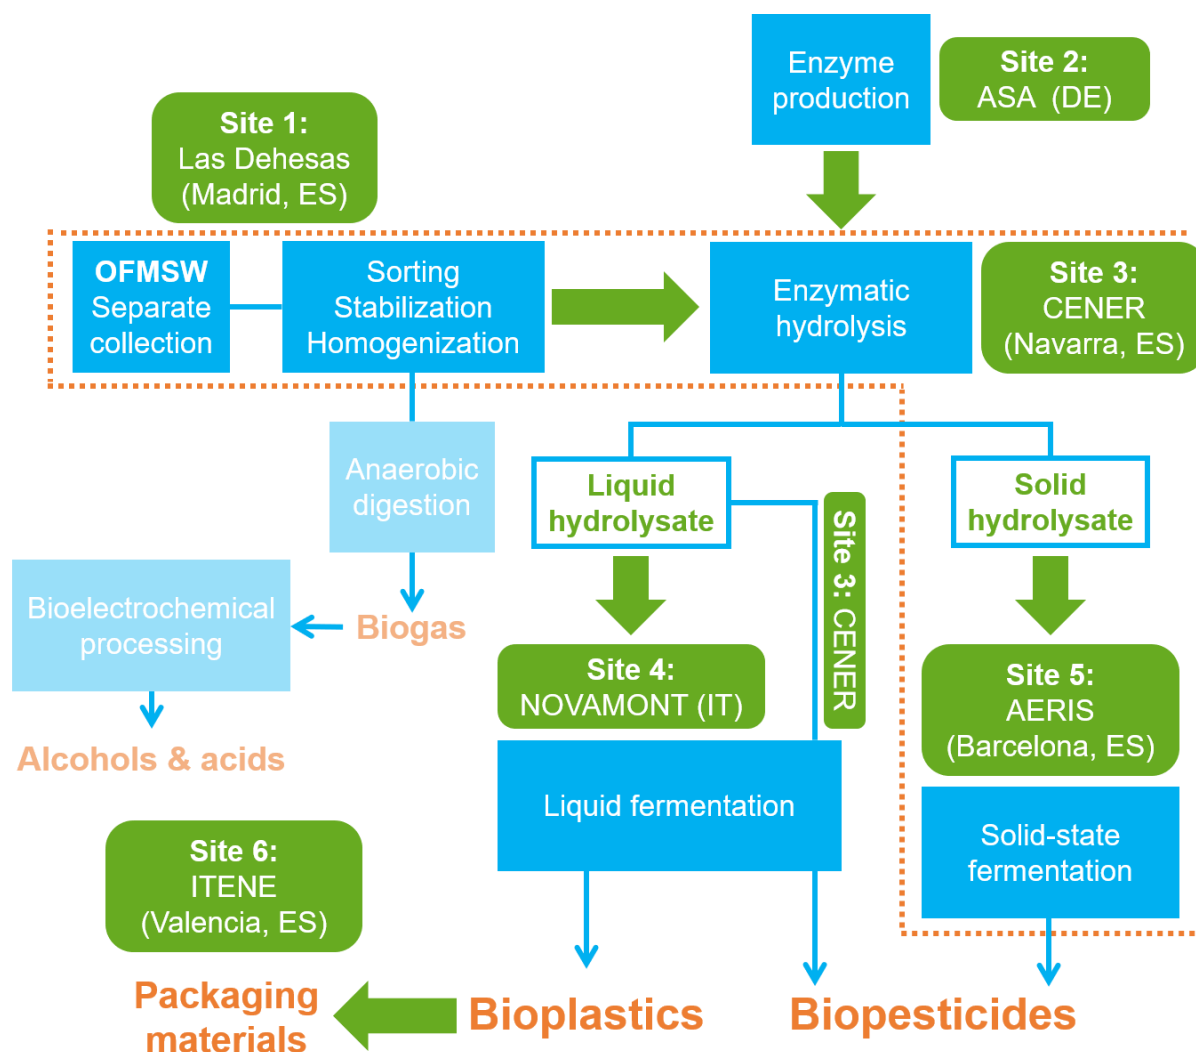 Enzyme
production
Site 2:
ASA (DE)
Site 1:
Las Dehesas
(Madrid, ES)
OFMSW
Separate
collection
Sorting
Stabilization
Homogenization
Enzymatic
hydrolysis
Site 3:
CENER
(Navarra, ES)
Anaerobic
digestion
Liquid
hydrolysate
Site 3: CENER
Solid
hydrolysate
Bioelectrochemical
processing
Biogas
Site 4:
NOVAMONT (IT)
Site 5:
AERIS
(Barcelona, ES)
Alcohols & acids
Liquid fermentation
Solid-state
fermentation
Site 6:
ITENE
(Valencia, ES)
Packaging
materials
Bioplastics
Biopesticides